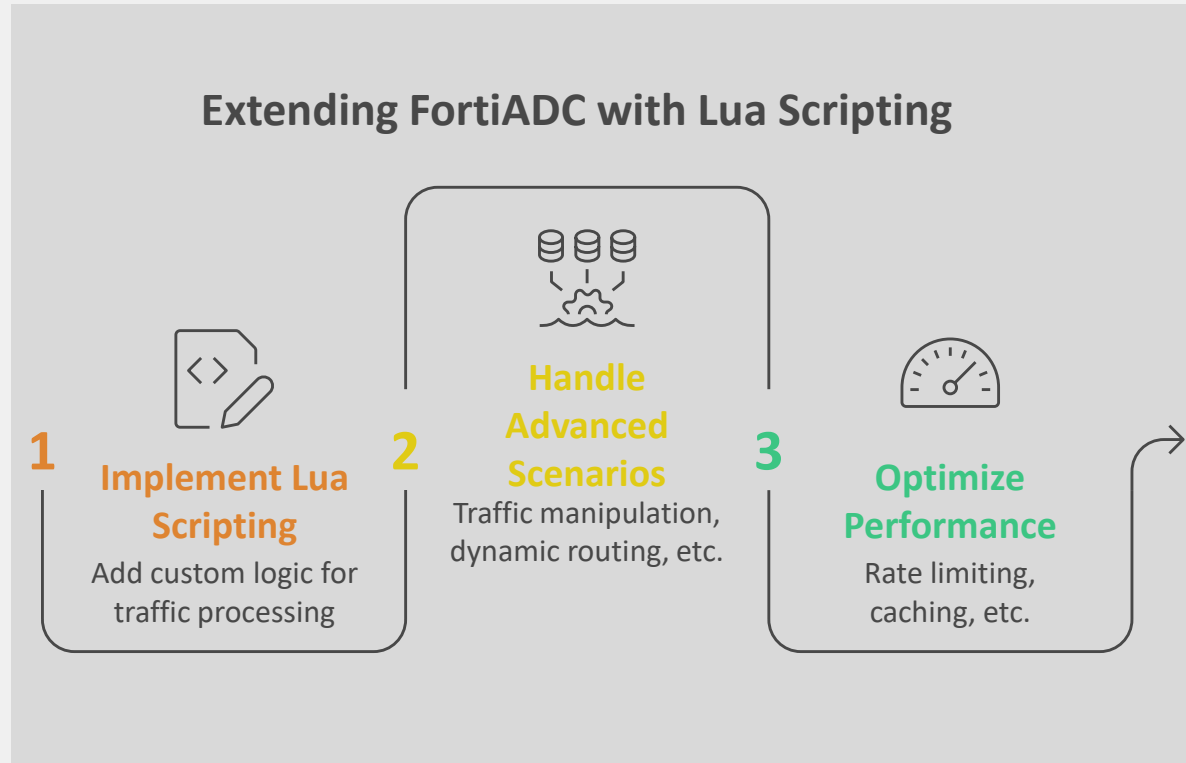 Extending FortiADC with Lua Scripting
1
Implement Lua
Scripting
Add custom logic for
traffic processing
2
Handle
Advanced
Scenarios
Traffic manipulation,
dynamic routing, etc.
3
Optimize
Performance
Rate limiting,
caching, etc.